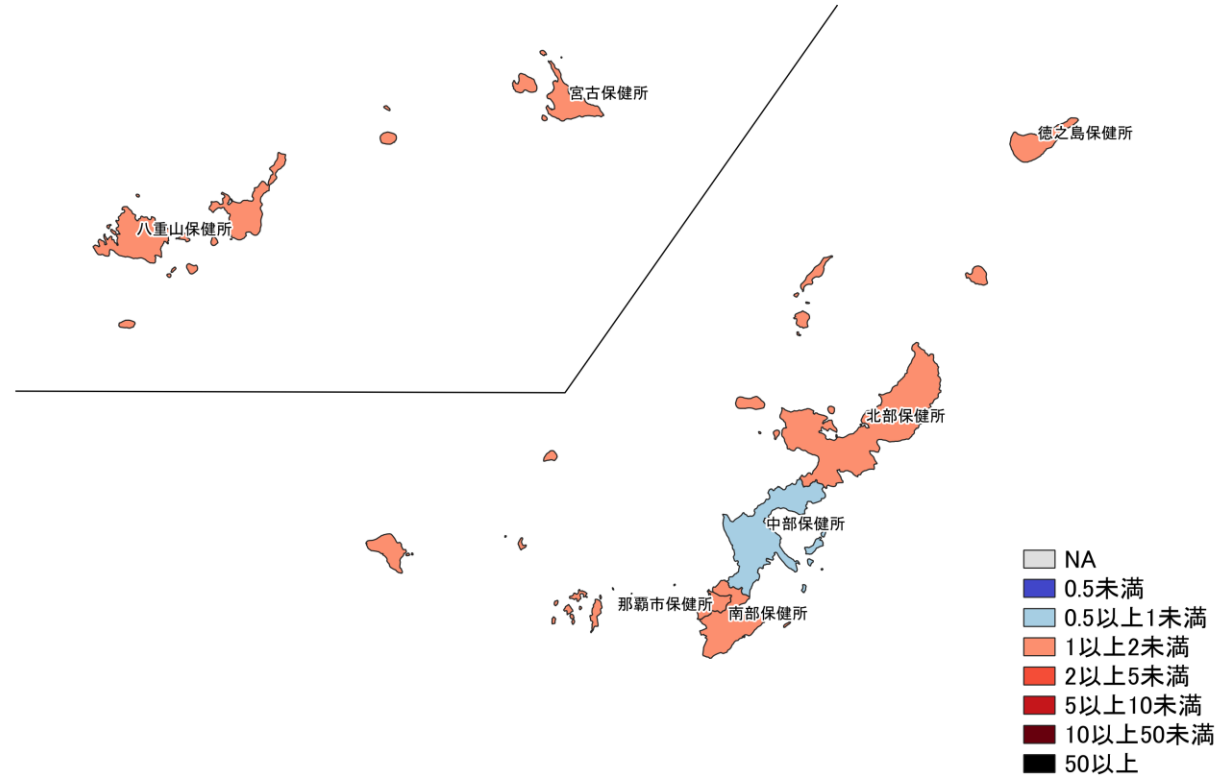 宮古保健所
徳之島保健所
八重山保健所
北部保健所
中部保健所
那覇市保健所
南部保健所
NA
0.5未満
0.5以上1未満
1以上2未満
2以上5未満
5以上10未満
10以上50未満
50以上